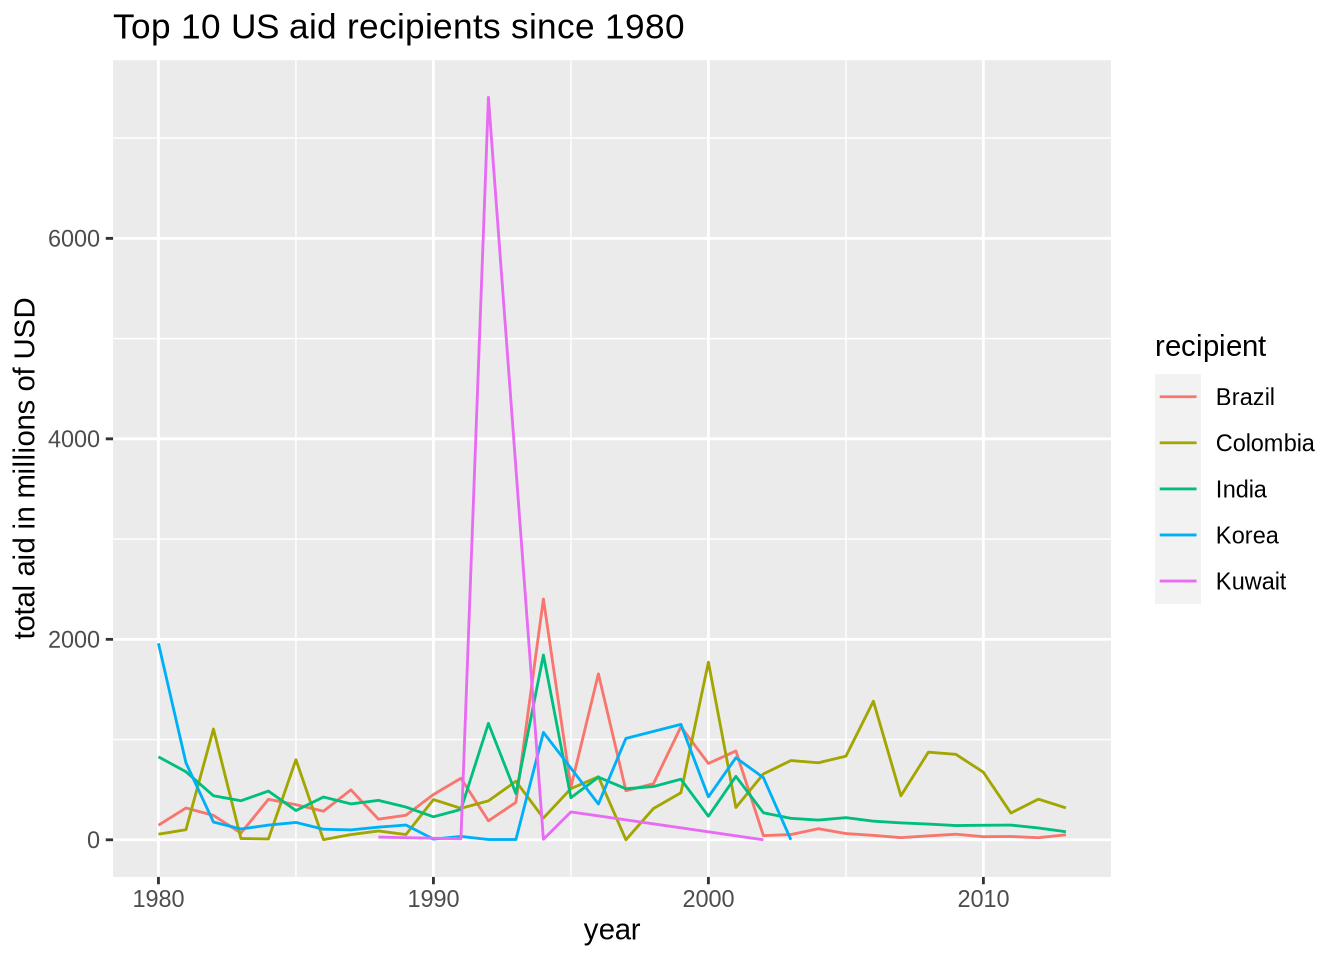 Top 10 US aid recipients since 1980
total aid in millions of USD
6000
4000
2000
0
1980
1990
2000
2010
year
recipient
Brazil
Colombia
India
Korea
Kuwait